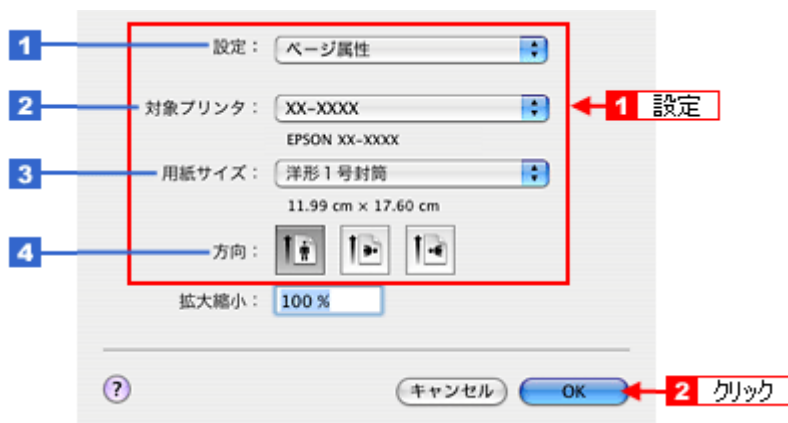 1 設定： ページ属性
2 対象プリンタ： XX-XXXX 1 設定
EPSON XX-XXXX
3 用紙サイズ： 洋形1号封筒
11.99 cm × 17.60 cm
4 方向：
拡大縮小： 100 %
? キャンセル OK 2 クリック